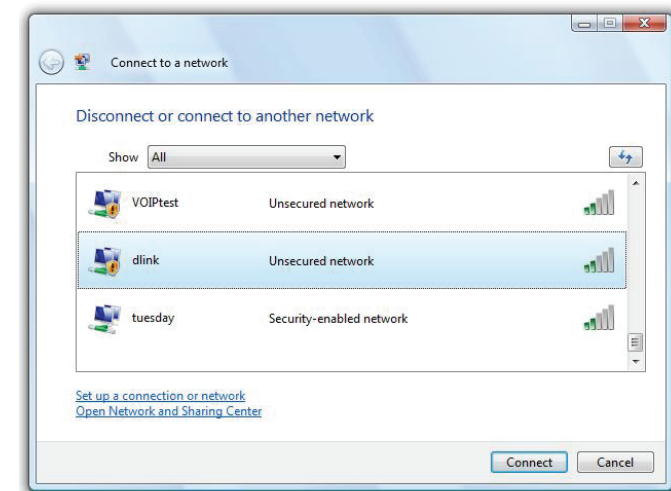 Connect to a network
Disconnect or connect to another network
Show All
VOIPtest Unsecured network
dlink Unsecured network
tuesday Security-enabled network
Set up a connection or network
Open Network and Sharing Center
Connect Cancel